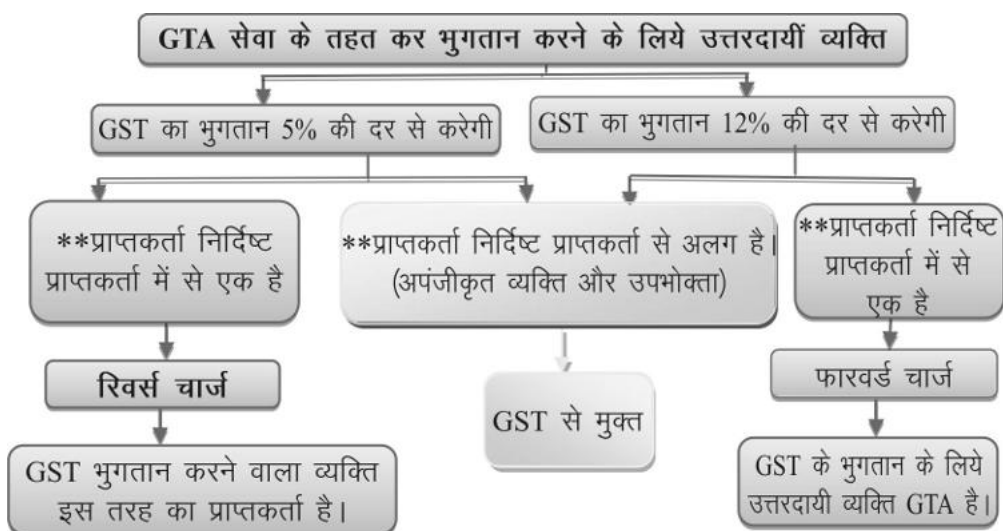 GTA सेवा के तहत कर भुगतान करने के लिये उत्तरदायीं व्यक्ति
GST का भुगतान 5% की दर से करेगी
GST का भुगतान 12% की दर से करेगी
**प्राप्तकर्ता निर्दिष्ट
प्राप्तकर्ता में से एक है
**प्राप्तकर्ता निर्दिष्ट प्राप्तकर्ता से अलग है।
(अपंजीकृत व्यक्ति और उपभोक्ता)
**प्राप्तकर्ता निर्दिष्ट
प्राप्तकर्ता में से
एक है
रिवर्स चार्ज
GST से मुक्त
फारवर्ड चार्ज
GST भुगतान करने वाला व्यक्ति
इस तरह का प्राप्तकर्ता है।
GST के भुगतान के लिये
उत्तरदायी व्यक्ति GTA है।